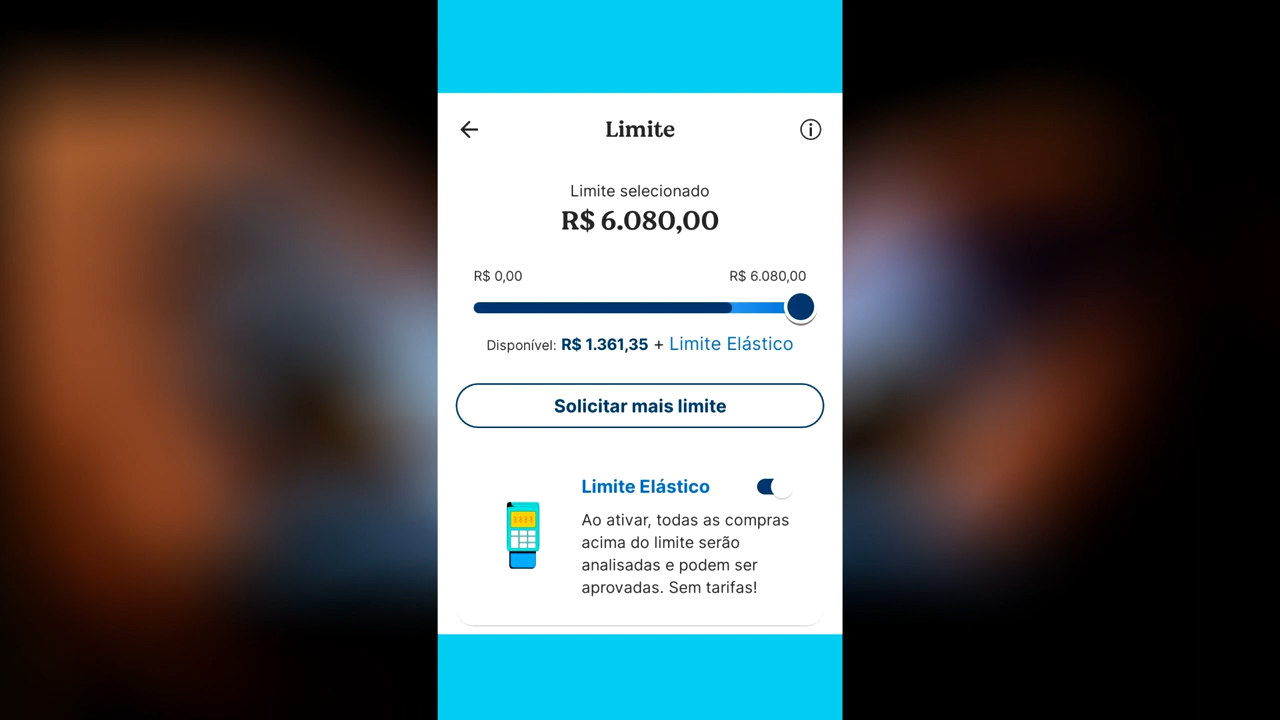 Limite
Limite selecionado
R$ 6.080,00
R$ 0,00 R$ 6.080,00
Disponível: R$ 1.361,35 + Limite Elástico
Solicitar mais limite
Limite Elástico
Ao ativar, todas as compras
acima do limite serão
analisadas e podem ser
aprovadas. Sem tarifas!